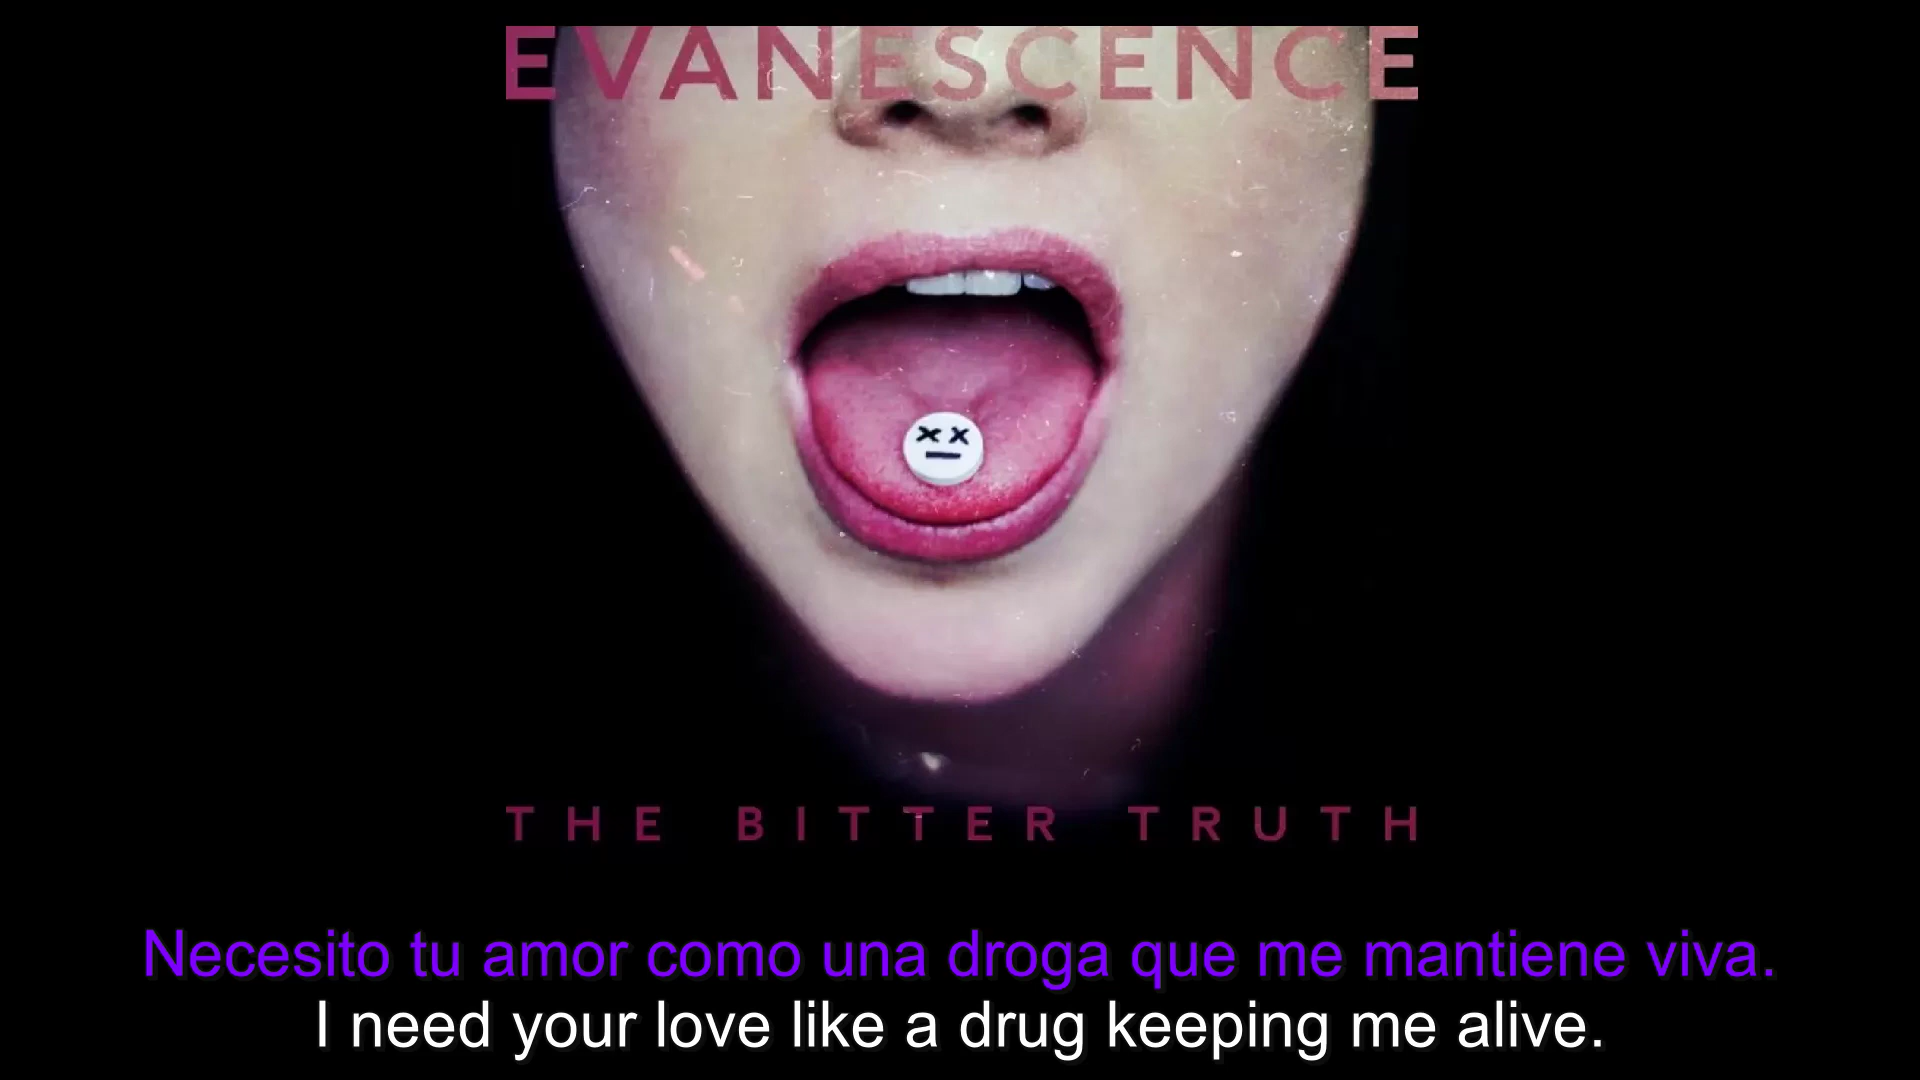 EVANESCENCE
THE BITTER TRUTH
Necesito tu amor como una droga que me mantiene viva.
I need your love like a drug keeping me alive.